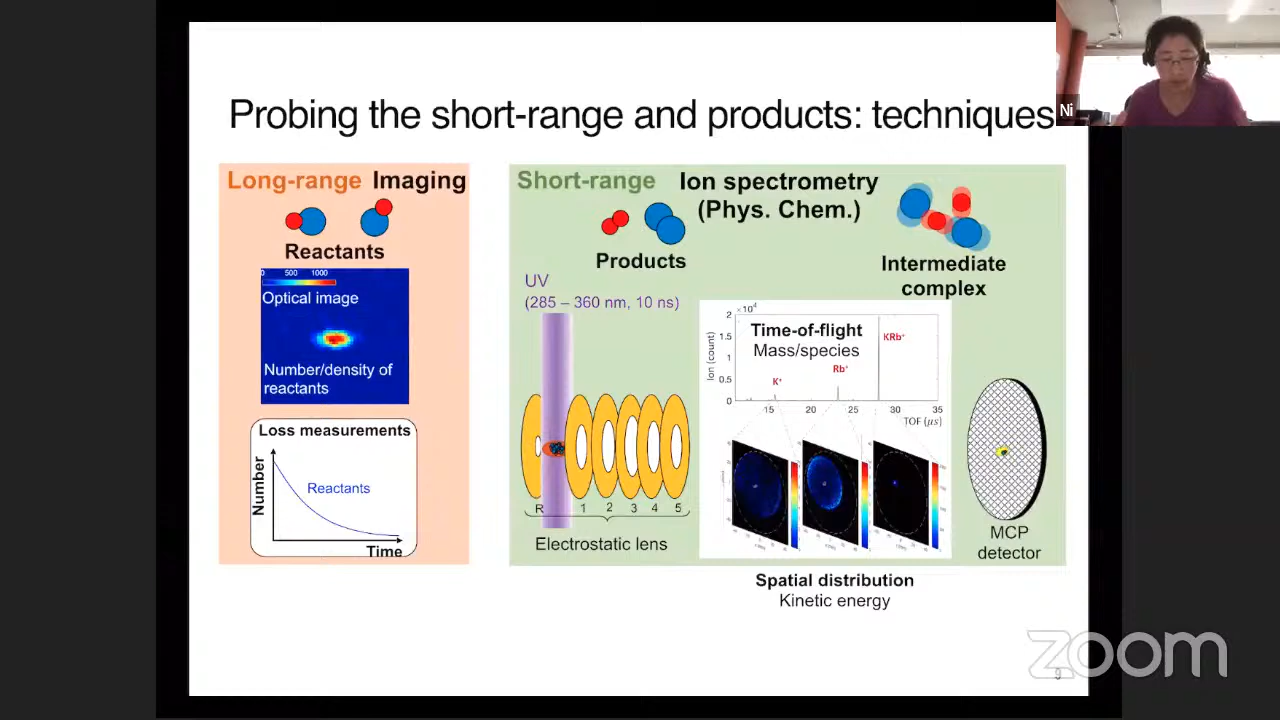 Probing the short-range and products: techniques
Ni
Long-range Imaging
Reactants
0 500 1000
Optical image
Number/density of
reactants
Loss measurements
Number
Reactants
Time
Short-range
Ion spectrometry
(Phys. Chem.)
Products
Intermediate
complex
UV
(285 – 360 nm, 10 ns)
R 1 2 3 4 5
Electrostatic lens
×10⁴
Time-of-flight
Mass/species
K⁺
Rb⁺
KRb⁺
Ion (count)
2
1.5
1
0.5
0
15 20 25 30 35
TOF (μs)
MCP
detector
Spatial distribution
Kinetic energy
zoom
9